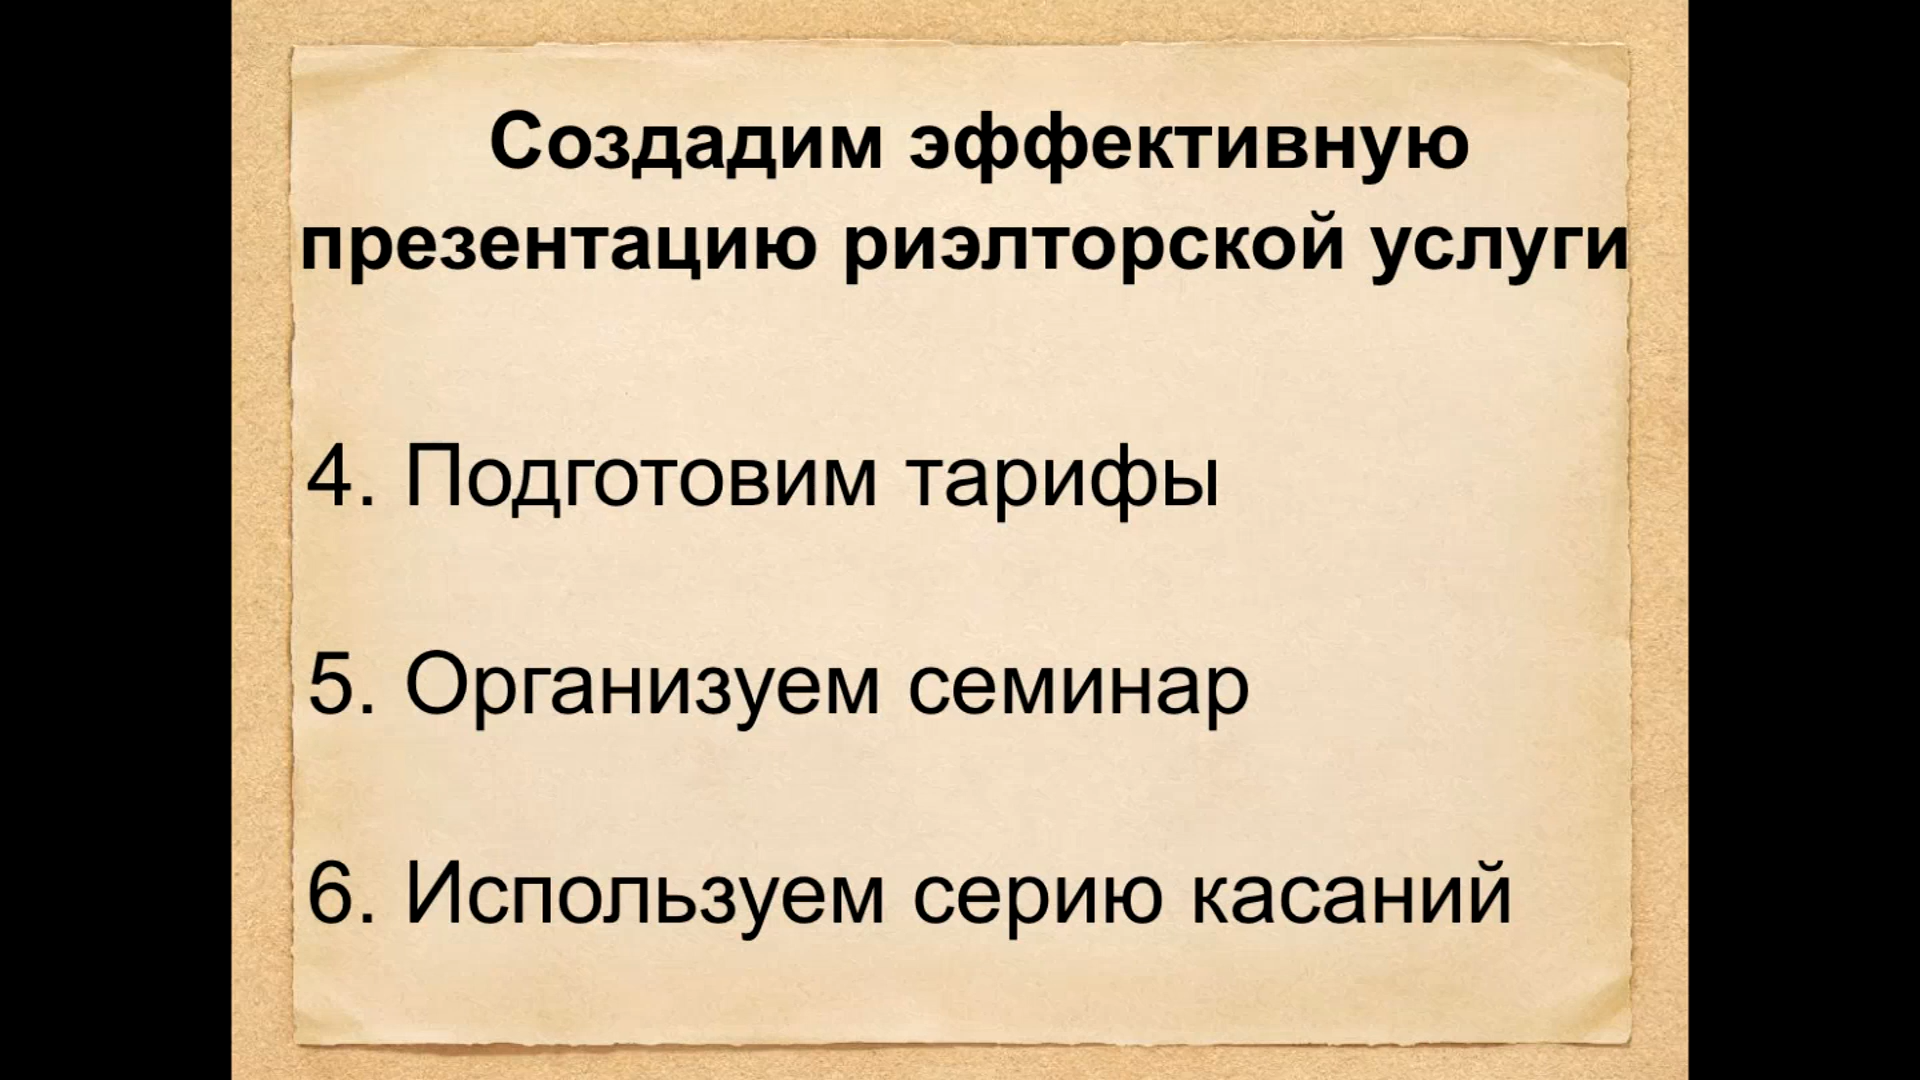 Создадим эффективную
презентацию риэлторской услуги
4. Подготовим тарифы
5. Организуем семинар
6. Используем серию касаний